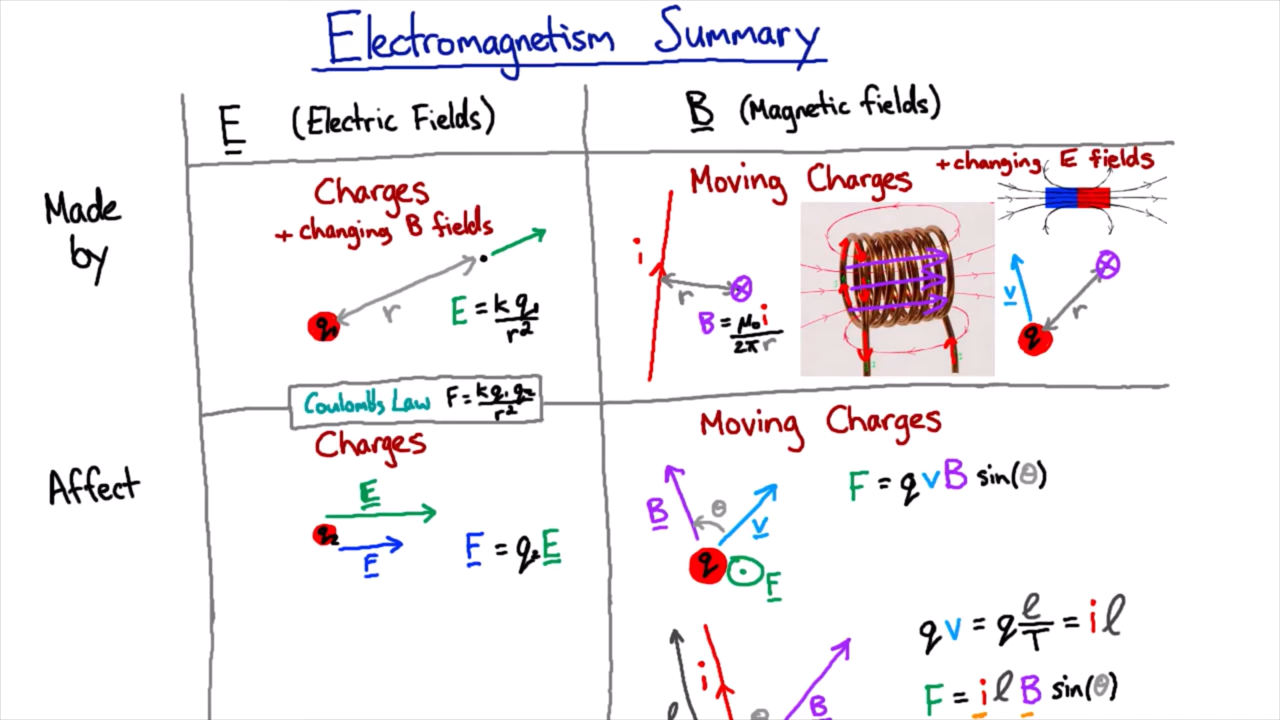 Electromagnetism Summary
E (Electric Fields)
B (Magnetic fields)
Made
by
Charges
+ changing B fields
r
q₁
E = kq₁/r²
Moving Charges
+ changing E fields
i
r
B = μ₀i/2πr
v
r
q
Coulomb's Law F = kq₁q₂/r²
Affect
Charges
E
q₂
F
F = q₂E
Moving Charges
B
θ
v
q
F
F = qvB sin(θ)
qv = q ℓ/T = iℓ
i
B
θ
ℓ
F = iℓB sin(θ)